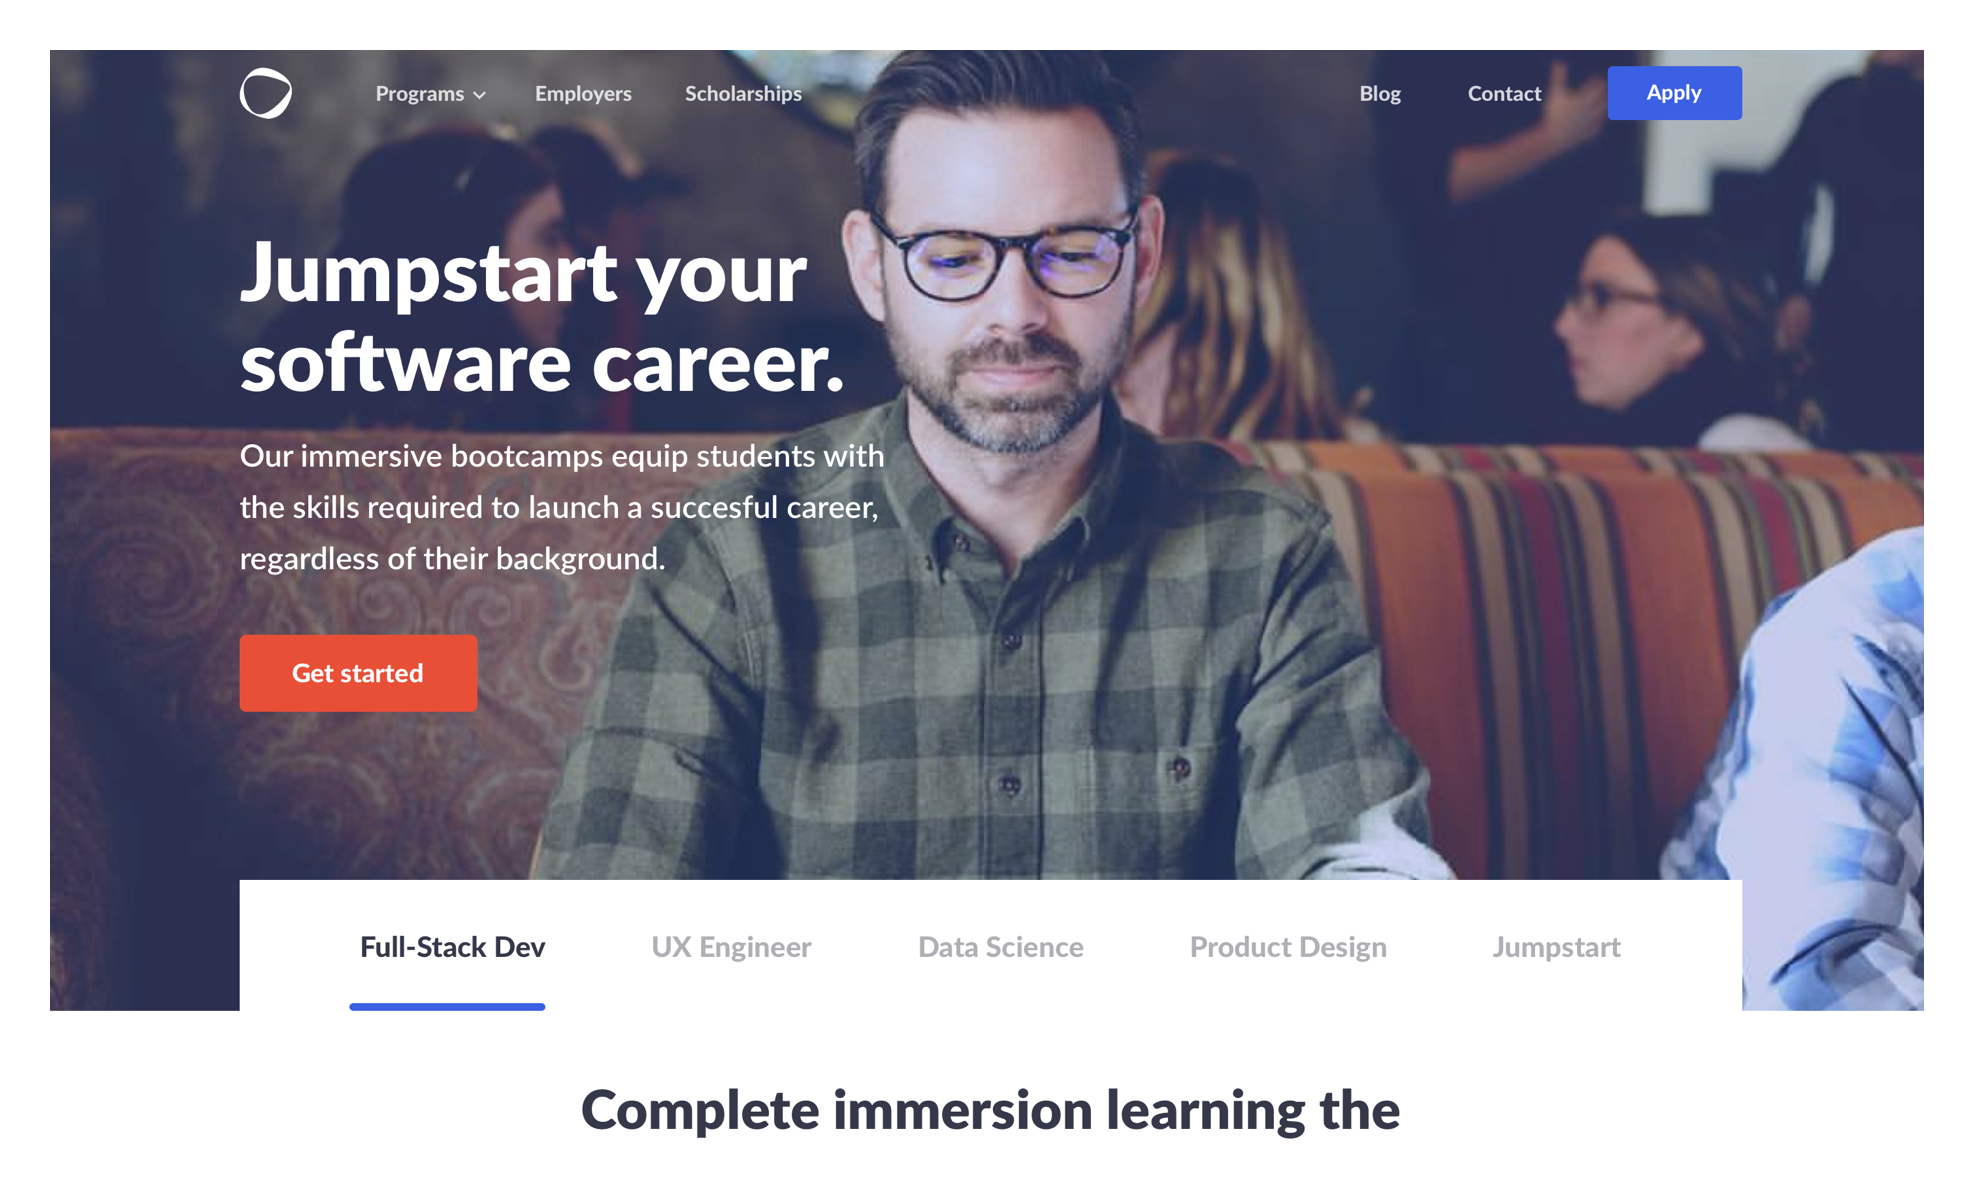 Programs Employers Scholarships Blog Contact Apply
Jumpstart your
software career.
Our immersive bootcamps equip students with
the skills required to launch a succesful career,
regardless of their background.
Get started
Full-Stack Dev UX Engineer Data Science Product Design Jumpstart
Complete immersion learning the